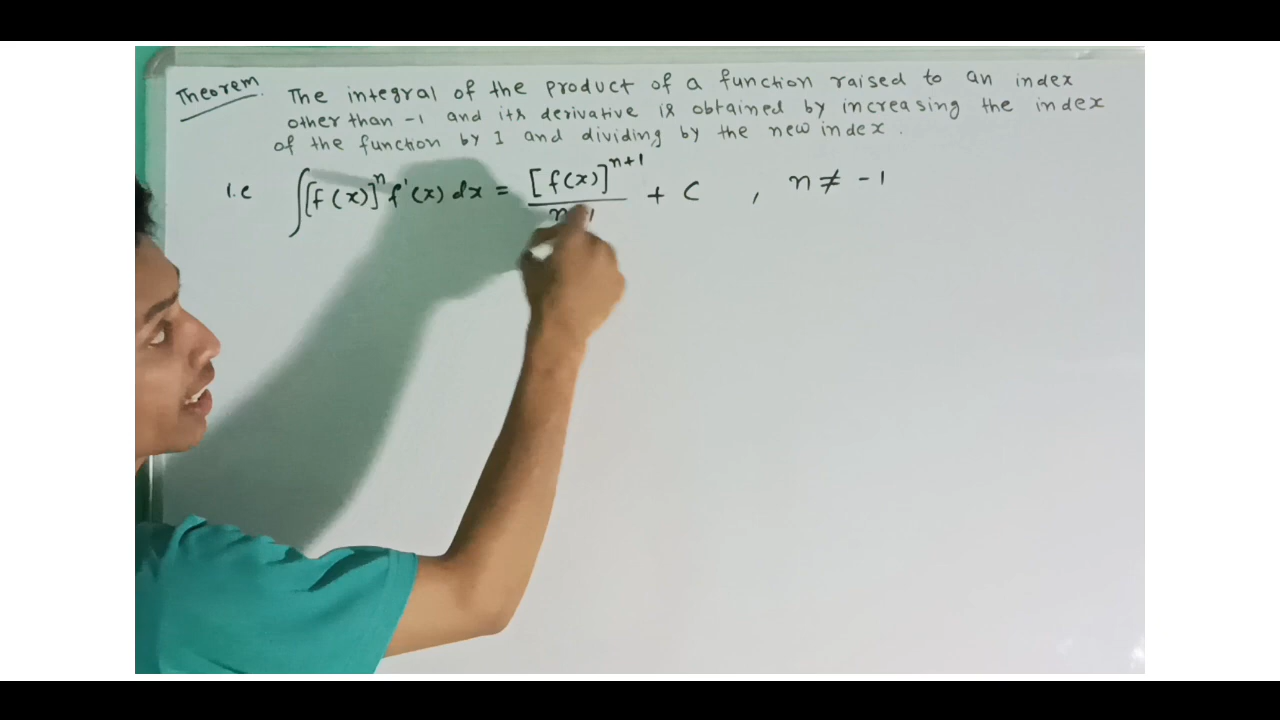 Theorem. The integral of the product of a function raised to an index
other than -1 and its derivative is obtained by increasing the index
of the function by 1 and dividing by the new index.
i.e ∫[f(x)]ⁿ f'(x) dx = [f(x)]ⁿ⁺¹ / n+1 + C , n ≠ -1